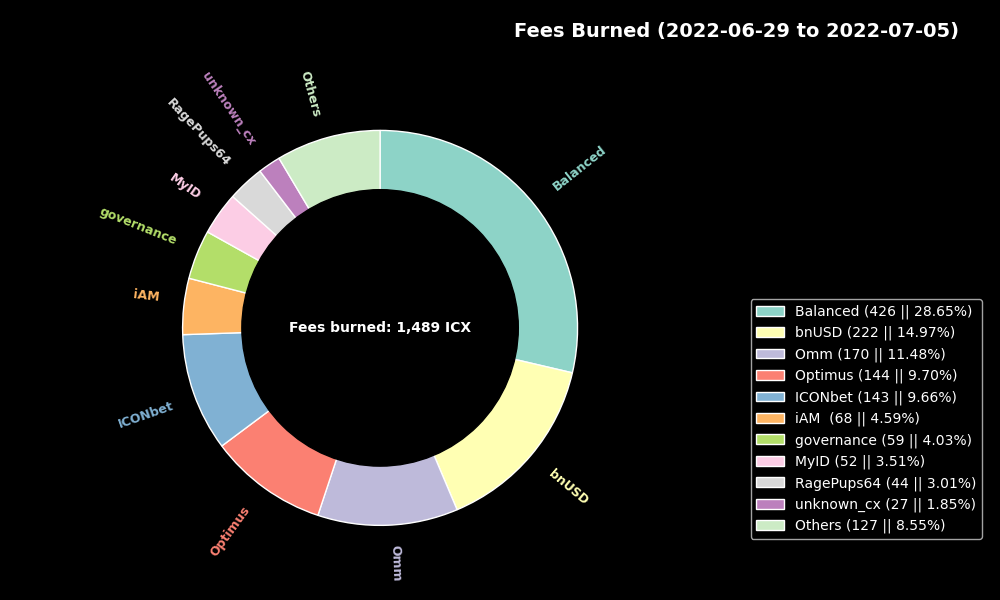 Fees Burned (2022-06-29 to 2022-07-05)
Others
unknown_cx
RagePups64
Balanced
MyID
governance
iAM
Fees burned: 1,489 ICX
ICONbet
bnUSD
Optimus
Omm
Balanced (426 || 28.65%)
bnUSD (222 || 14.97%)
Omm (170 || 11.48%)
Optimus (144 || 9.70%)
ICONbet (143 || 9.66%)
iAM  (68 || 4.59%)
governance (59 || 4.03%)
MyID (52 || 3.51%)
RagePups64 (44 || 3.01%)
unknown_cx (27 || 1.85%)
Others (127 || 8.55%)